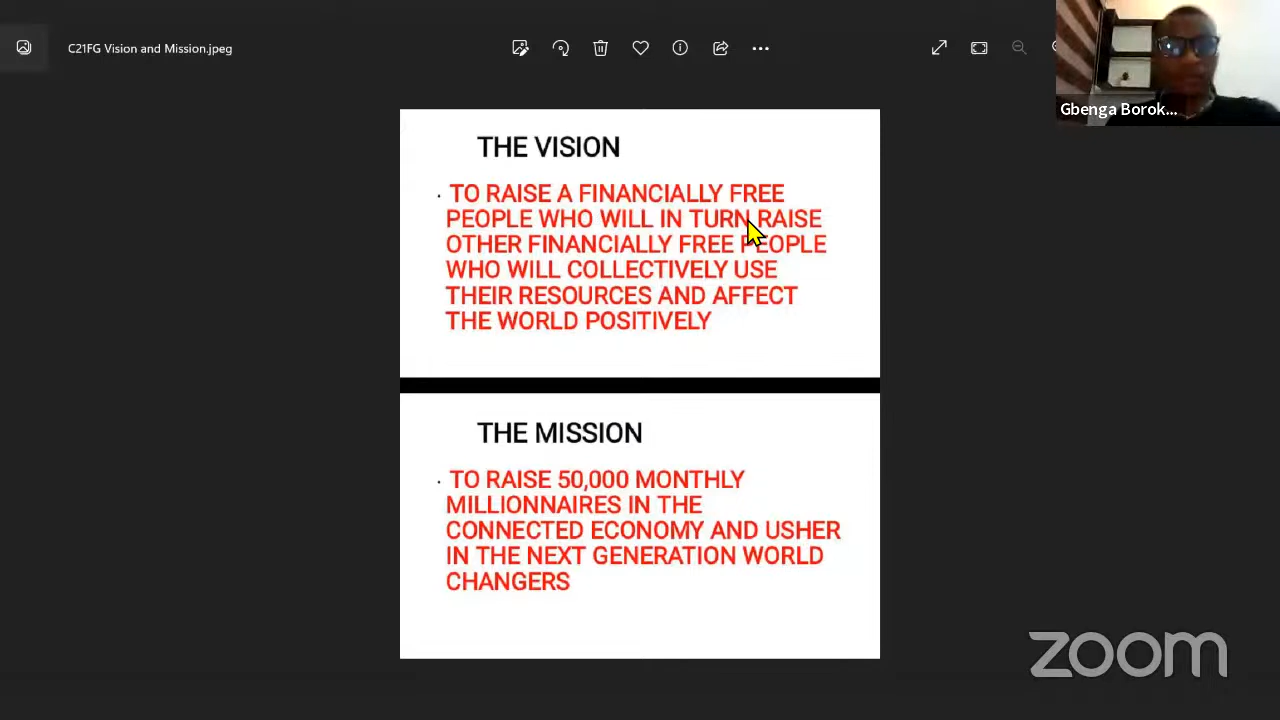 C21FG Vision and Mission.jpeg
Gbenga Borok...
THE VISION
· TO RAISE A FINANCIALLY FREE
PEOPLE WHO WILL IN TURN RAISE
OTHER FINANCIALLY FREE PEOPLE
WHO WILL COLLECTIVELY USE
THEIR RESOURCES AND AFFECT
THE WORLD POSITIVELY
THE MISSION
· TO RAISE 50,000 MONTHLY
MILLIONNAIRES IN THE
CONNECTED ECONOMY AND USHER
IN THE NEXT GENERATION WORLD
CHANGERS
zoom